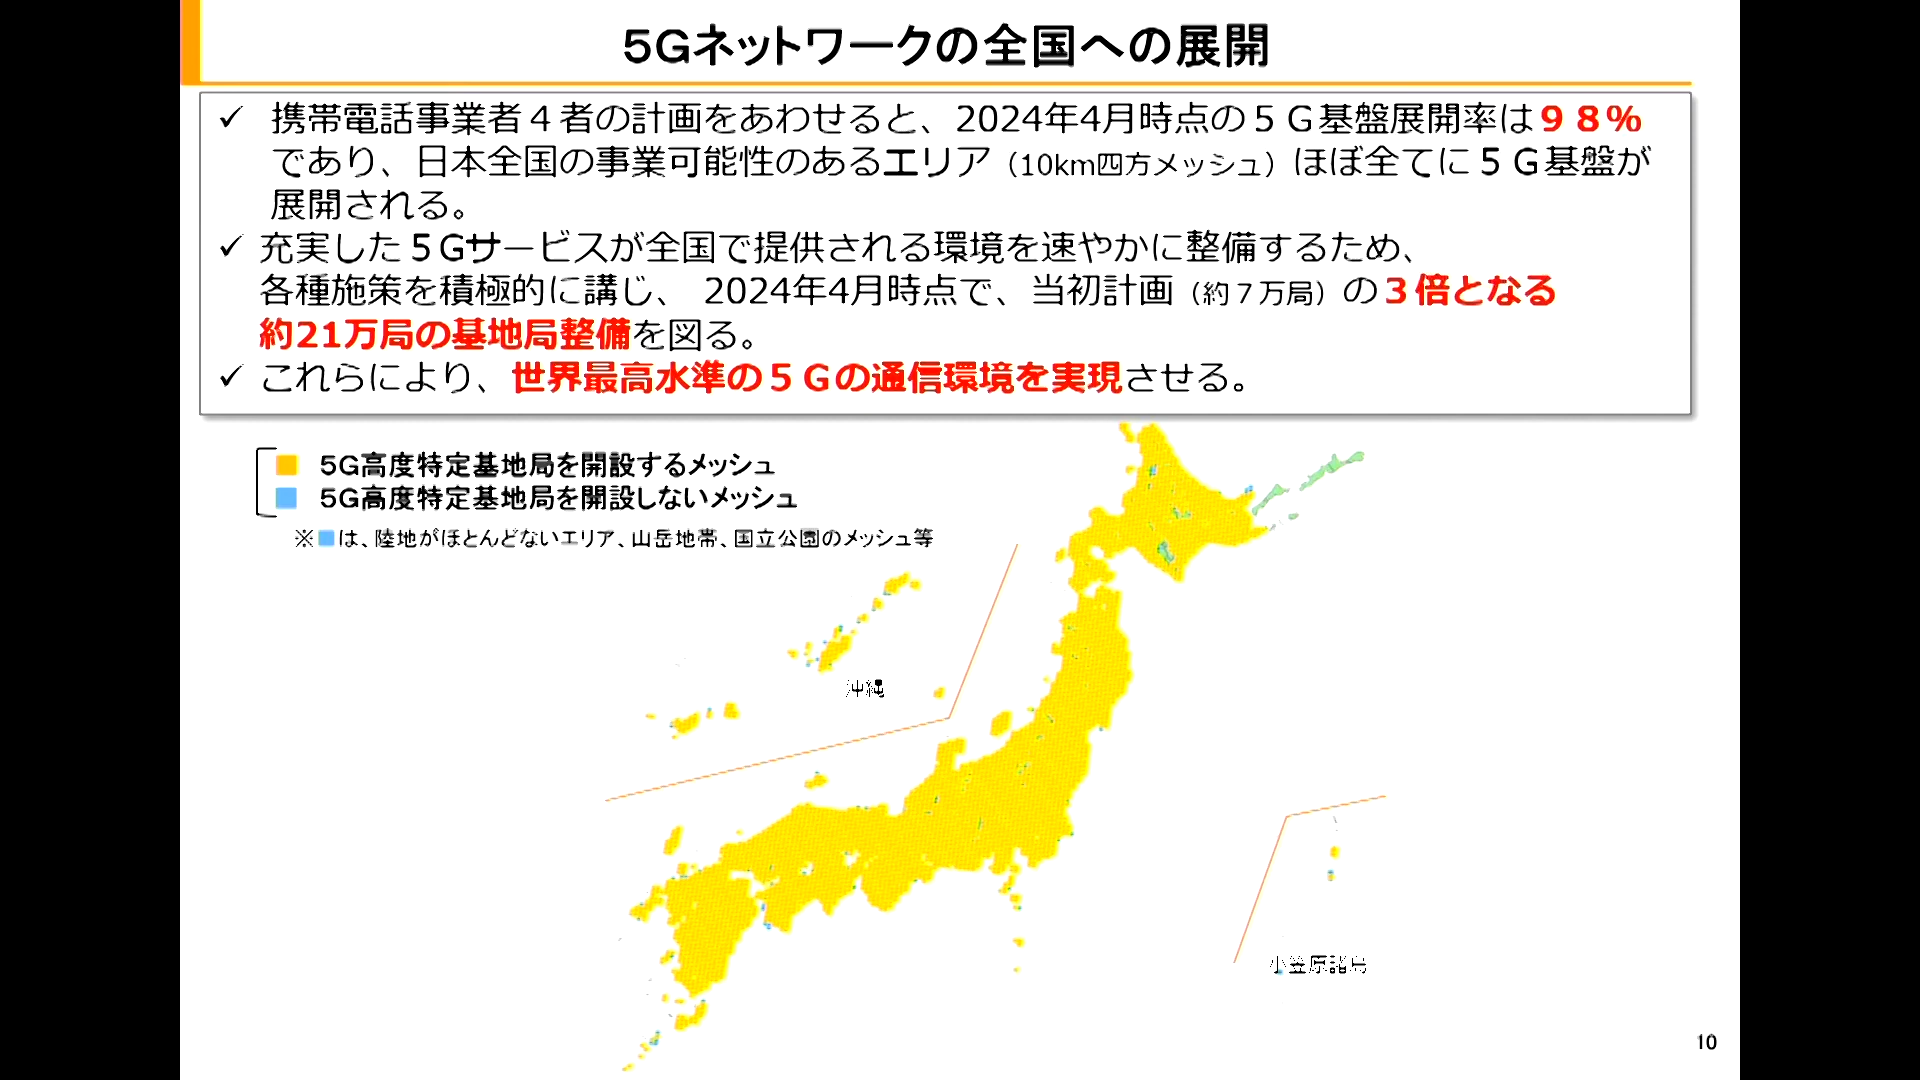 5Gネットワークの全国への展開
✓ 携帯電話事業者４者の計画をあわせると、2024年4月時点の５Ｇ基盤展開率は９８％
であり、日本全国の事業可能性のあるエリア（10km四方メッシュ）ほぼ全てに５Ｇ基盤が
展開される。
✓ 充実した５Gサービスが全国で提供される環境を速やかに整備するため、
各種施策を積極的に講じ、 2024年4月時点で、当初計画（約７万局）の３倍となる
約21万局の基地局整備を図る。
✓ これらにより、世界最高水準の５Ｇの通信環境を実現させる。
5G高度特定基地局を開設するメッシュ
5G高度特定基地局を開設しないメッシュ
※■は、陸地がほとんどないエリア、山岳地帯、国立公園のメッシュ等
沖縄
小笠原諸島
10